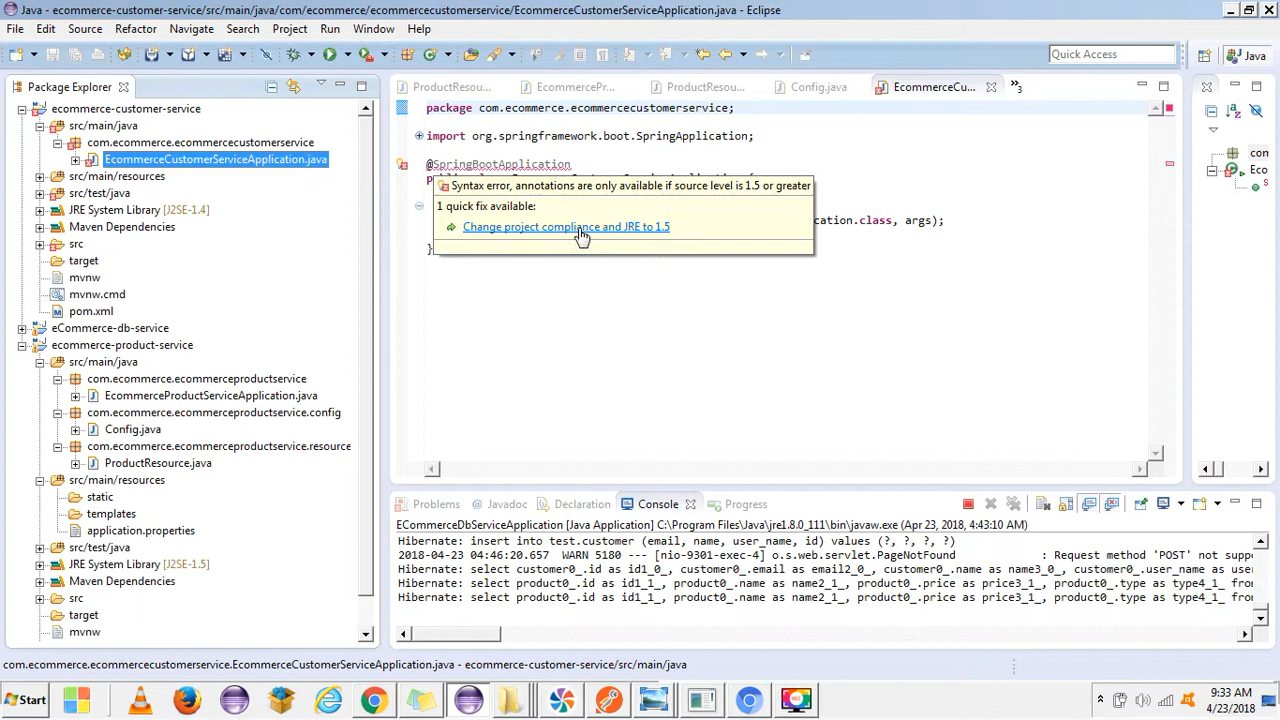 Java - ecommerce-customer-service/src/main/java/com/ecommerce/ecommercecustomerservice/EcommerceCustomerServiceApplication.java - Eclipse
File Edit Source Refactor Navigate Search Project Run Window Help
Quick Access
Java
Package Explorer
ecommerce-customer-service
src/main/java
com.ecommerce.ecommercecustomerservice
EcommerceCustomerServiceApplication.java
src/main/resources
src/test/java
JRE System Library [J2SE-1.4]
Maven Dependencies
src
target
mvnw
mvnw.cmd
pom.xml
eCommerce-db-service
ecommerce-product-service
src/main/java
com.ecommerce.ecommerceproductservice
EcommerceProductServiceApplication.java
com.ecommerce.ecommerceproductservice.config
Config.java
com.ecommerce.ecommerceproductservice.resource
ProductResource.java
src/main/resources
static
templates
application.properties
src/test/java
JRE System Library [J2SE-1.5]
Maven Dependencies
src
target
mvnw
ProductResou... EcommercePr... ProductResou... Config.java EcommerceCu... »3
package com.ecommerce.ecommercecustomerservice;
import org.springframework.boot.SpringApplication;
@SpringBootApplication
Syntax error, annotations are only available if source level is 1.5 or greater
1 quick fix available:
Change project compliance and JRE to 1.5
ication.class, args);
}
con
Eco
Problems @ Javadoc Declaration Console Progress
ECommerceDbServiceApplication [Java Application] C:\Program Files\Java\jre1.8.0_111\bin\javaw.exe (Apr 23, 2018, 4:43:10 AM)
Hibernate: insert into test.customer (email, name, user_name, id) values (?, ?, ?, ?)
2018-04-23 04:46:20.657 WARN 5180 --- [nio-9301-exec-4] o.s.web.servlet.PageNotFound : Request method 'POST' not supp
Hibernate: select customer0_.id as id1_0_, customer0_.email as email2_0_, customer0_.name as name3_0_, customer0_.user_name as use
Hibernate: select product0_.id as id1_1_, product0_.name as name2_1_, product0_.price as price3_1_, product0_.type as type4_1_ from
Hibernate: select product0_.id as id1_1_, product0_.name as name2_1_, product0_.price as price3_1_, product0_.type as type4_1_ from
com.ecommerce.ecommercecustomerservice.EcommerceCustomerServiceApplication.java - ecommerce-customer-service/src/main/java
Start
9:33 AM
4/23/2018